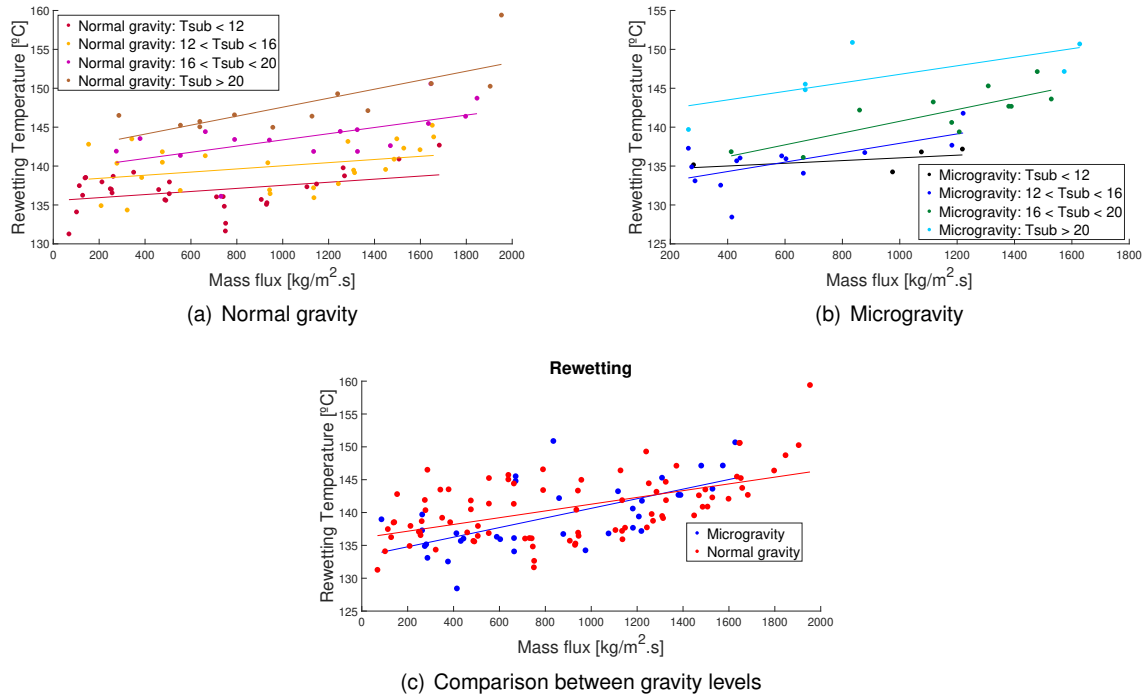 160
155
150
145
140
135
130
Rewetting Temperature [ºC]
Normal gravity: Tsub < 12
Normal gravity: 12 < Tsub < 16
Normal gravity: 16 < Tsub < 20
Normal gravity: Tsub > 20
0 200 400 600 800 1000 1200 1400 1600 1800 2000
Mass flux [kg/m².s]
(a) Normal gravity
155
150
145
140
135
130
125
Rewetting Temperature [ºC]
Microgravity: Tsub < 12
Microgravity: 12 < Tsub < 16
Microgravity: 16 < Tsub < 20
Microgravity: Tsub > 20
200 400 600 800 1000 1200 1400 1600 1800
Mass flux [kg/m².s]
(b) Microgravity
Rewetting
160
155
150
145
140
135
130
125
Rewetting Temperature [ºC]
Microgravity
Normal gravity
0 200 400 600 800 1000 1200 1400 1600 1800 2000
Mass flux [kg/m².s]
(c) Comparison between gravity levels